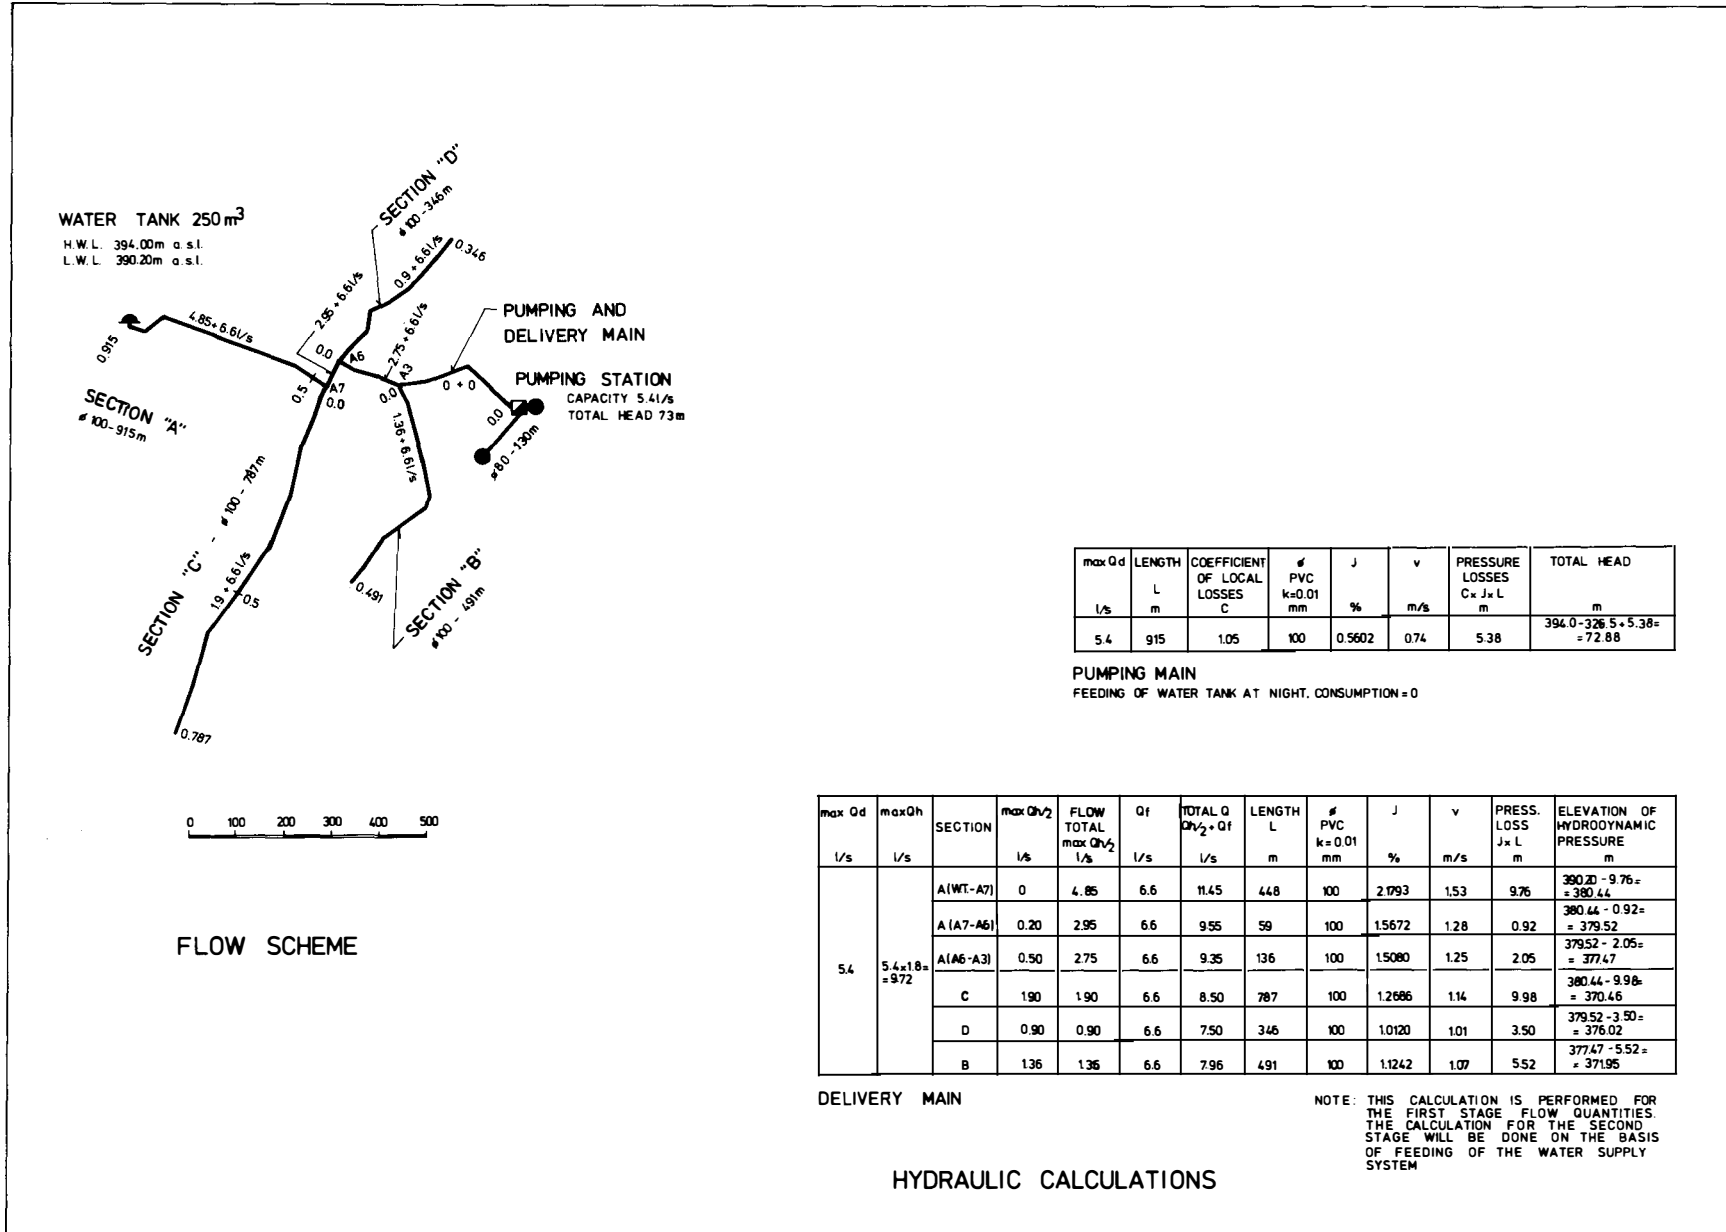 WATER TANK 250 m³
H.W.L. 394.00m a.s.l.
L.W.L. 390.20m a.s.l.
SECTION "D"
ø 100-346m
0.9 + 6.6 l/s
0.346
2.95 + 6.6 l/s
4.85 + 6.6 l/s
0.915
SECTION "A"
ø 100-915m
0.0
A6
2.75 + 6.6 l/s
A3
0.0
0.5
A7
0.0
PUMPING AND
DELIVERY MAIN
0 + 0
PUMPING STATION
CAPACITY 5.4 l/s
TOTAL HEAD 73m
0.0
ø 80-130m
1.36 + 6.6 l/s
0.491
SECTION "B"
ø 100 - 491m
SECTION "C" - ø 100 - 787m
1.9 + 6.6 l/s
0.5
0.787
0 100 200 300 400 500
FLOW SCHEME
max Qd LENGTH COEFFICIENT ø J v PRESSURE TOTAL HEAD
OF LOCAL PVC LOSSES
L LOSSES k=0.01 C x J x L
l/s m C mm % m/s m m
5.4 915 1.05 100 0.5602 0.74 5.38 394.0-326.5+5.38=
=72.88
PUMPING MAIN
FEEDING OF WATER TANK AT NIGHT. CONSUMPTION = 0
max Qd maxQh SECTION max Qh/2 FLOW Qf TOTAL Q LENGTH ø J v PRESS. ELEVATION OF
TOTAL Qh/2 + Qf L PVC LOSS HYDRODYNAMIC
max Qh/2 k=0.01 J x L PRESSURE
l/s l/s l/s l/s l/s l/s m mm % m/s m m
A(WT.-A7) 0 4.85 6.6 11.45 448 100 2.1793 1.53 9.76 390.20 - 9.76=
= 380.44
A(A7-A6) 0.20 2.95 6.6 9.55 59 100 1.5672 1.28 0.92 380.44 - 0.92=
= 379.52
A(A6-A3) 0.50 2.75 6.6 9.35 136 100 1.5080 1.25 2.05 379.52 - 2.05=
= 377.47
5.4 5.4x1.8=
=9.72
C 1.90 1.90 6.6 8.50 787 100 1.2686 1.14 9.98 380.44-9.98=
= 370.46
D 0.90 0.90 6.6 7.50 346 100 1.0120 1.01 3.50 379.52-3.50=
= 376.02
B 1.36 1.36 6.6 7.96 491 100 1.1242 1.07 5.52 377.47 - 5.52=
= 371.95
DELIVERY MAIN
NOTE: THIS CALCULATION IS PERFORMED FOR
THE FIRST STAGE FLOW QUANTITIES.
THE CALCULATION FOR THE SECOND
STAGE WILL BE DONE ON THE BASIS
OF FEEDING OF THE WATER SUPPLY
SYSTEM
HYDRAULIC CALCULATIONS